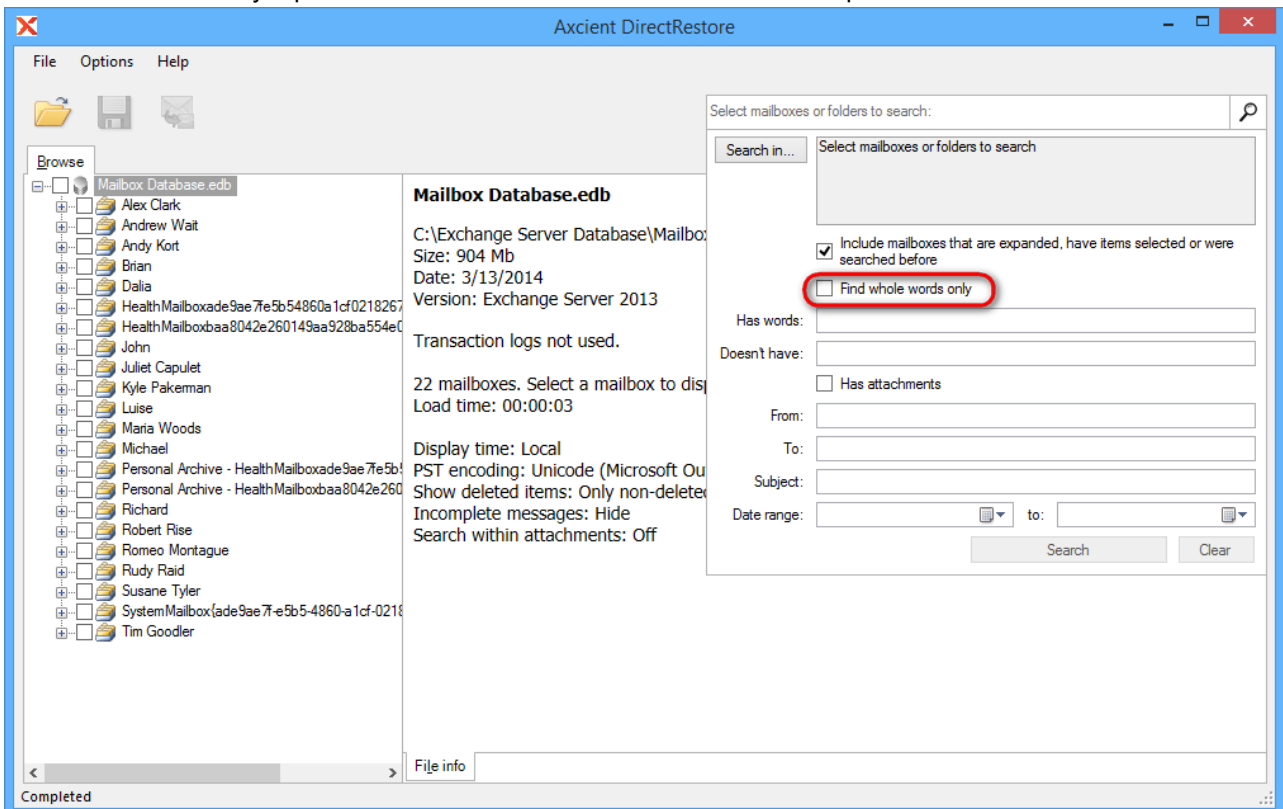 Axcient DirectRestore
File Options Help
Select mailboxes or folders to search:
Browse
Search in... Select mailboxes or folders to search
Mailbox Database.edb
Alex Clark
Andrew Wait
Andy Kort
Brian
Dalia
HealthMailboxade9ae7fe5b54860a1cf0218267
HealthMailboxbaa8042e260149aa928ba554e0
John
Juliet Capulet
Kyle Pakerman
Luise
Maria Woods
Michael
Personal Archive - HealthMailboxade9ae7fe5b5
Personal Archive - HealthMailboxbaa8042e260
Richard
Robert Rise
Romeo Montague
Rudy Raid
Susane Tyler
SystemMailbox{ade9ae7f-e5b5-4860-a1cf-0218
Tim Goodler
Mailbox Database.edb
C:\Exchange Server Database\Mailbox
Size: 904 Mb
Date: 3/13/2014
Version: Exchange Server 2013
Transaction logs not used.
22 mailboxes. Select a mailbox to disp
Load time: 00:00:03
Display time: Local
PST encoding: Unicode (Microsoft Ou
Show deleted items: Only non-deleted
Incomplete messages: Hide
Search within attachments: Off
Include mailboxes that are expanded, have items selected or were
searched before
Find whole words only
Has words:
Doesn't have:
Has attachments
From:
To:
Subject:
Date range: to:
Search Clear
File info
Completed